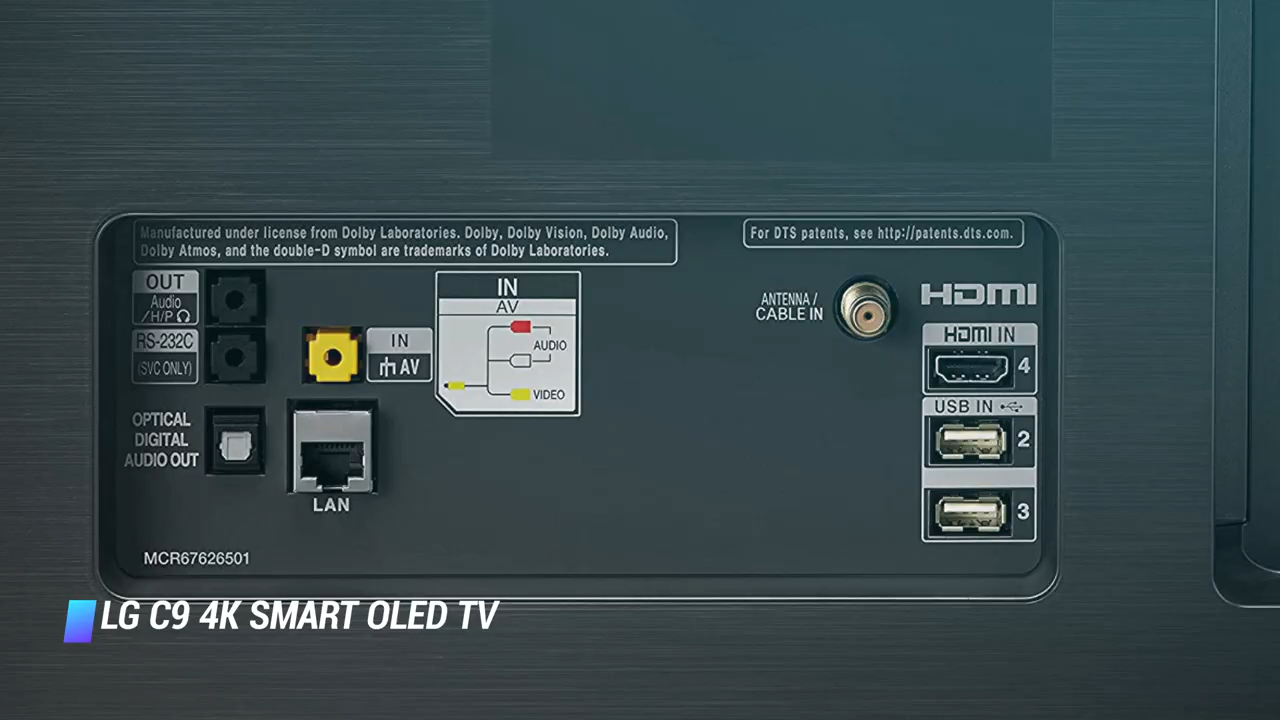 Manufactured under license from Dolby Laboratories. Dolby, Dolby Vision, Dolby Audio,
Dolby Atmos, and the double-D symbol are trademarks of Dolby Laboratories.
For DTS patents, see http://patents.dts.com.
OUT
Audio
/H/P
RS-232C
(SVC ONLY)
IN
AV
IN
AV
AUDIO
VIDEO
OPTICAL
DIGITAL
AUDIO OUT
LAN
ANTENNA /
CABLE IN
HDMI
HDMI IN
4
USB IN
2
3
MCR67626501
LG C9 4K SMART OLED TV